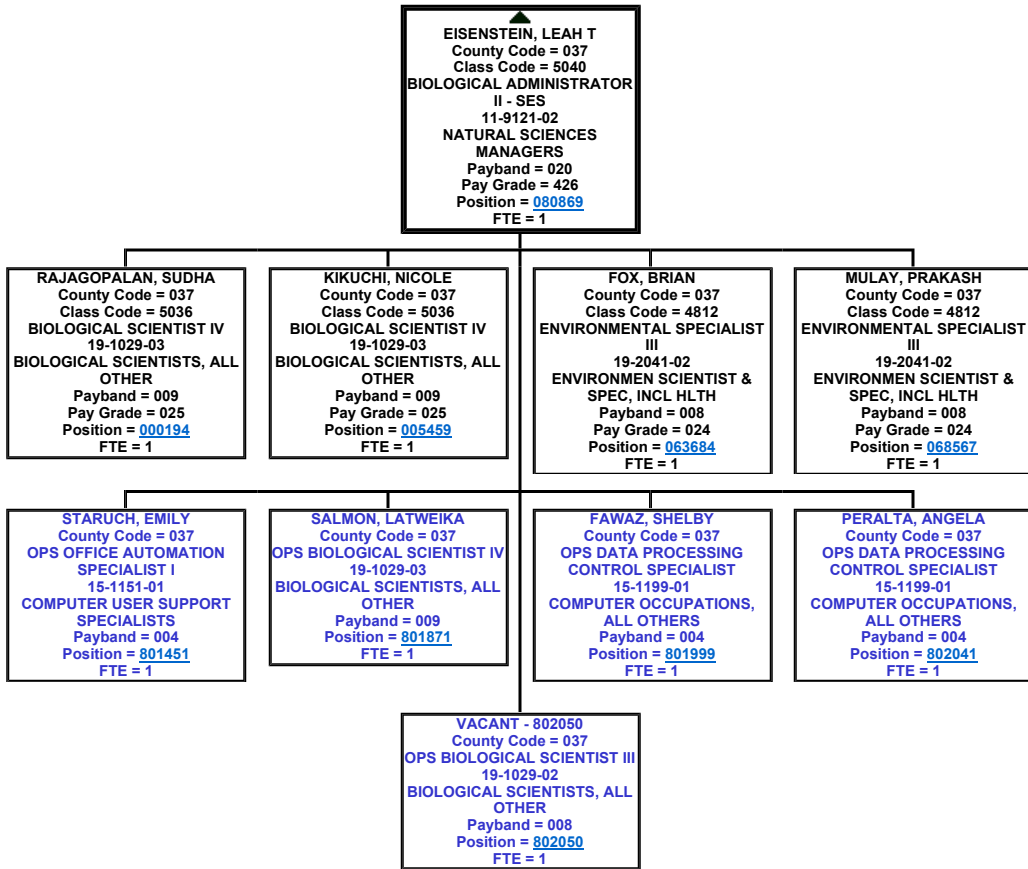 EISENSTEIN, LEAH T
County Code = 037
Class Code = 5040
BIOLOGICAL ADMINISTRATOR
II - SES
11-9121-02
NATURAL SCIENCES
MANAGERS
Payband = 020
Pay Grade = 426
Position = 080869
FTE = 1
RAJAGOPALAN, SUDHA
County Code = 037
Class Code = 5036
BIOLOGICAL SCIENTIST IV
19-1029-03
BIOLOGICAL SCIENTISTS, ALL
OTHER
Payband = 009
Pay Grade = 025
Position = 000194
FTE = 1
KIKUCHI, NICOLE
County Code = 037
Class Code = 5036
BIOLOGICAL SCIENTIST IV
19-1029-03
BIOLOGICAL SCIENTISTS, ALL
OTHER
Payband = 009
Pay Grade = 025
Position = 005459
FTE = 1
FOX, BRIAN
County Code = 037
Class Code = 4812
ENVIRONMENTAL SPECIALIST
III
19-2041-02
ENVIRONMEN SCIENTIST &
SPEC, INCL HLTH
Payband = 008
Pay Grade = 024
Position = 063684
FTE = 1
MULAY, PRAKASH
County Code = 037
Class Code = 4812
ENVIRONMENTAL SPECIALIST
III
19-2041-02
ENVIRONMEN SCIENTIST &
SPEC, INCL HLTH
Payband = 008
Pay Grade = 024
Position = 068567
FTE = 1
STARUCH, EMILY
County Code = 037
OPS OFFICE AUTOMATION
SPECIALIST I
15-1151-01
COMPUTER USER SUPPORT
SPECIALISTS
Payband = 004
Position = 801451
FTE = 1
SALMON, LATWEIKA
County Code = 037
OPS BIOLOGICAL SCIENTIST IV
19-1029-03
BIOLOGICAL SCIENTISTS, ALL
OTHER
Payband = 009
Position = 801871
FTE = 1
FAWAZ, SHELBY
County Code = 037
OPS DATA PROCESSING
CONTROL SPECIALIST
15-1199-01
COMPUTER OCCUPATIONS,
ALL OTHERS
Payband = 004
Position = 801999
FTE = 1
PERALTA, ANGELA
County Code = 037
OPS DATA PROCESSING
CONTROL SPECIALIST
15-1199-01
COMPUTER OCCUPATIONS,
ALL OTHERS
Payband = 004
Position = 802041
FTE = 1
VACANT - 802050
County Code = 037
OPS BIOLOGICAL SCIENTIST III
19-1029-02
BIOLOGICAL SCIENTISTS, ALL
OTHER
Payband = 008
Position = 802050
FTE = 1